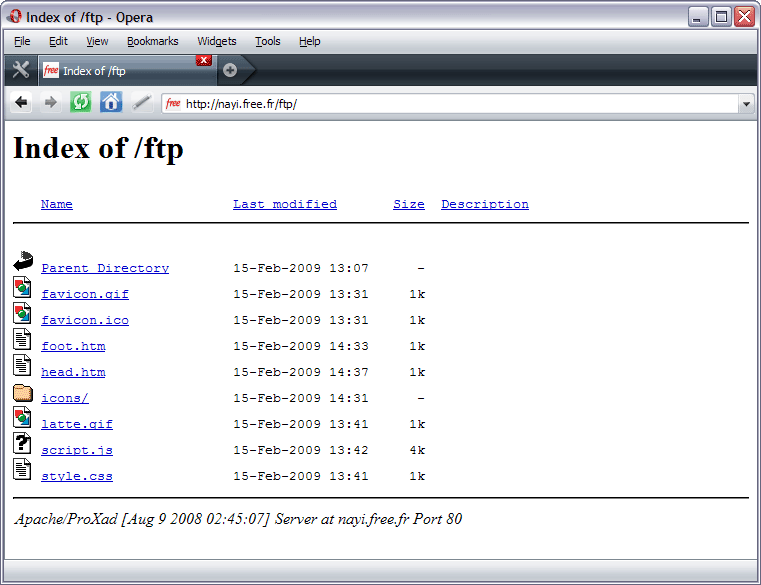 Index of /ftp - Opera
File Edit View Bookmarks Widgets Tools Help
free Index of /ftp x
free http://nayi.free.fr/ftp/
Index of /ftp
Name Last modified Size Description
Parent Directory 15-Feb-2009 13:07 -
favicon.gif 15-Feb-2009 13:31 1k
favicon.ico 15-Feb-2009 13:31 1k
foot.htm 15-Feb-2009 14:33 1k
head.htm 15-Feb-2009 14:37 1k
icons/ 15-Feb-2009 14:31 -
latte.gif 15-Feb-2009 13:41 1k
? script.js 15-Feb-2009 13:42 4k
style.css 15-Feb-2009 13:41 1k
Apache/ProXad [Aug 9 2008 02:45:07] Server at nayi.free.fr Port 80